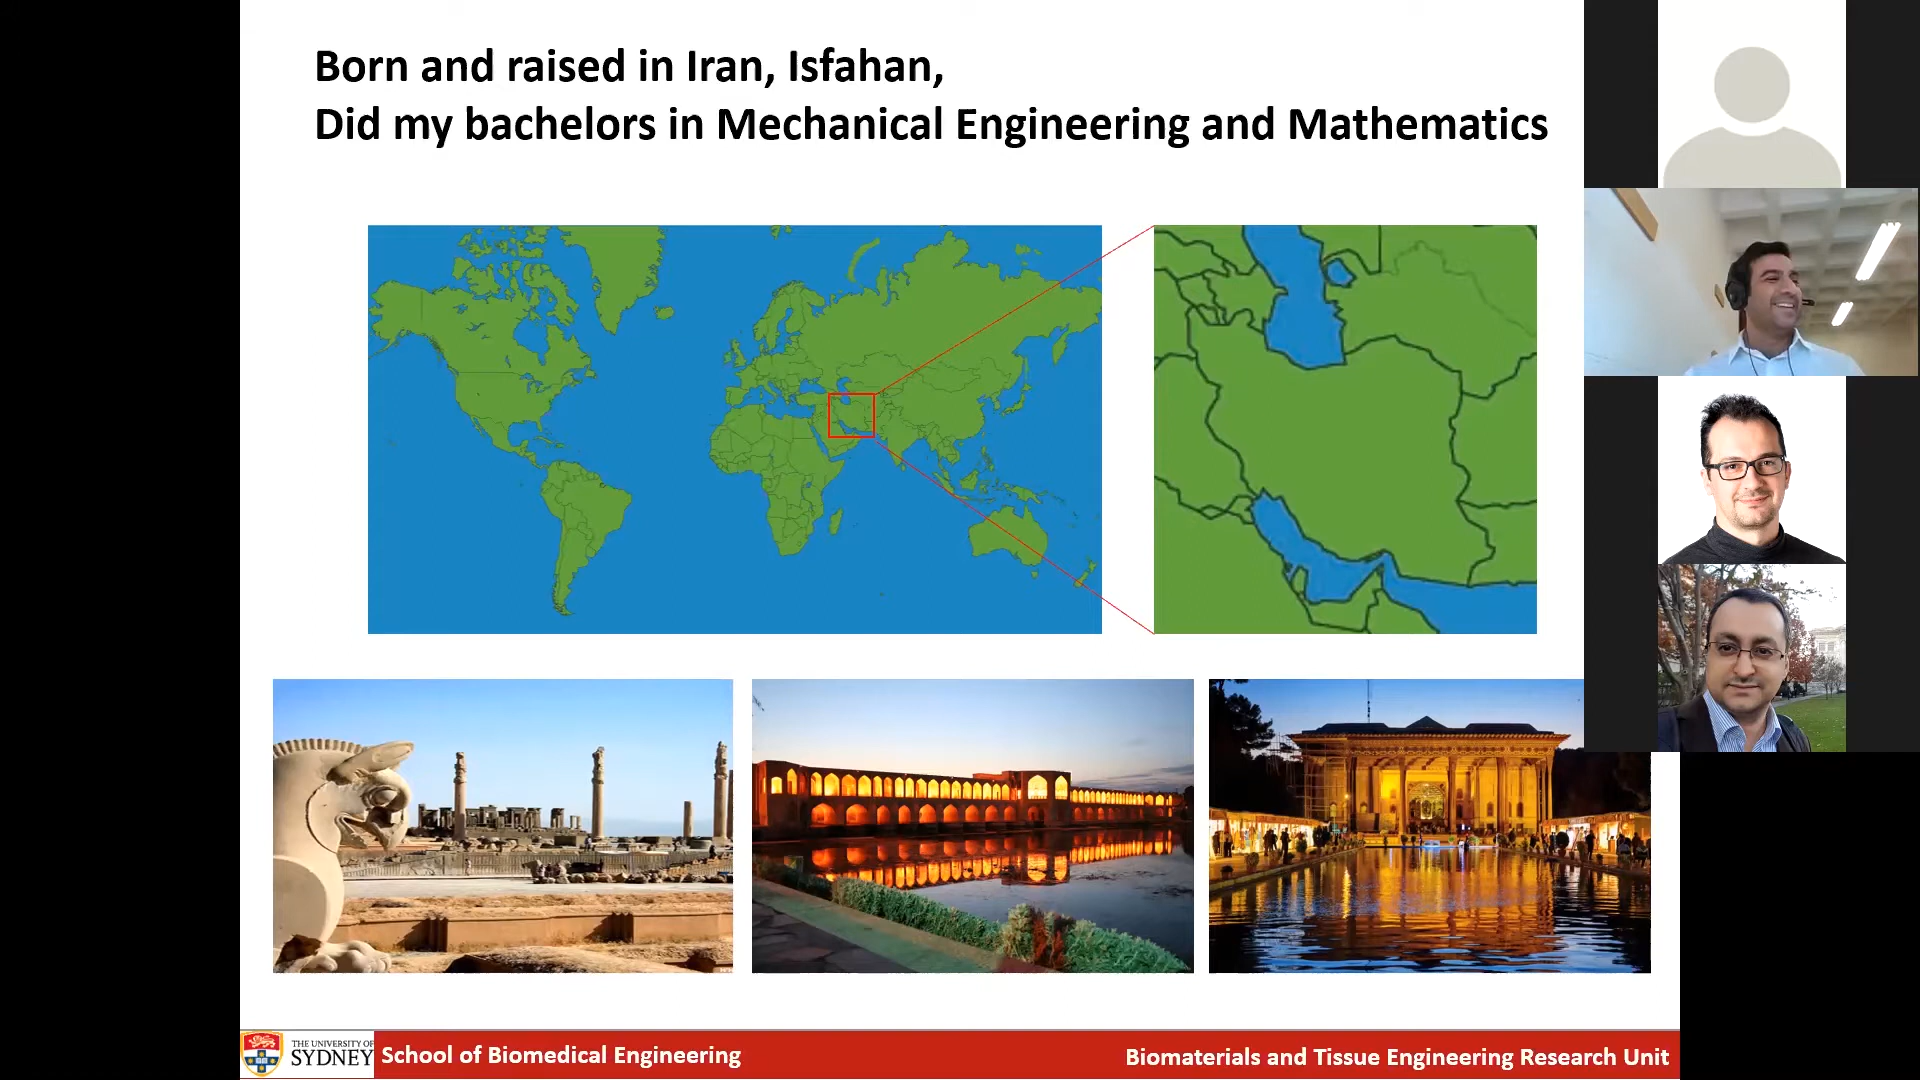 Born and raised in Iran, Isfahan,
Did my bachelors in Mechanical Engineering and Mathematics
THE UNIVERSITY OF
SYDNEY
School of Biomedical Engineering
Biomaterials and Tissue Engineering Research Unit